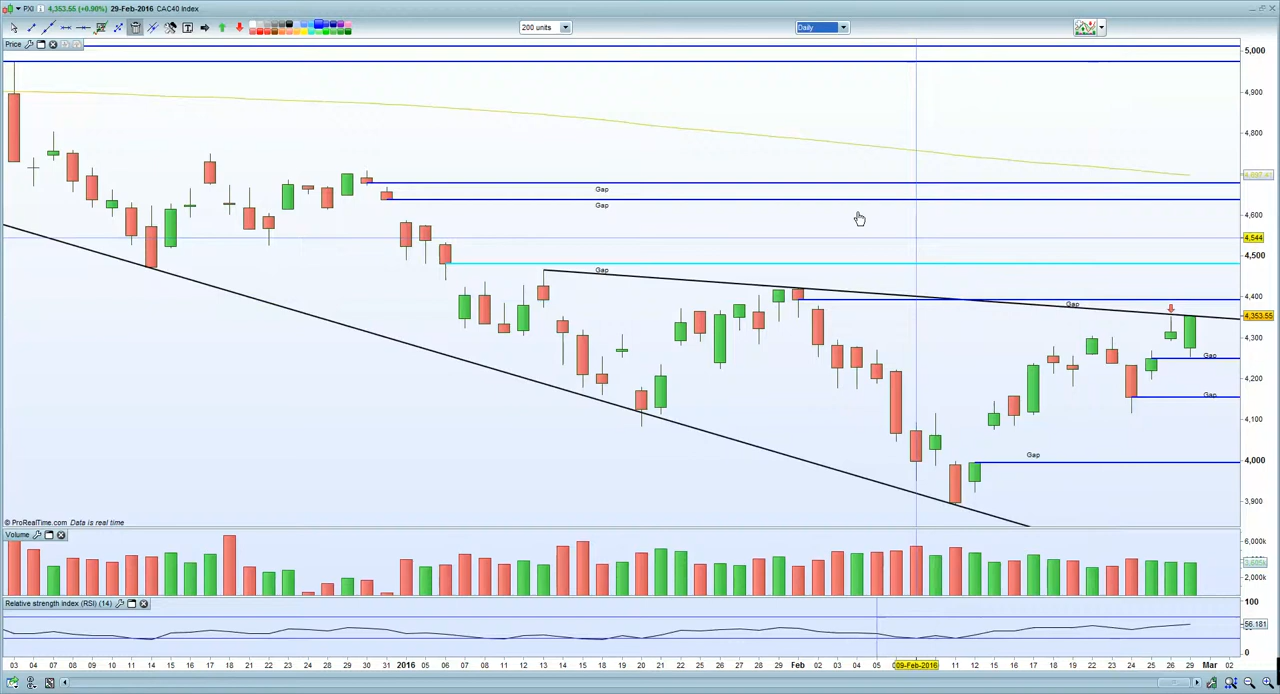 PXI 4,353.55 (+0.90%) 29-Feb-2016 CAC40 Index
200 units Daily
Price
5,000
4,900
4,800
4,697.41
Gap
Gap
4,600
4,544
4,500
Gap
4,400
Gap
4,353.55
4,300
Gap
4,200
Gap
4,100
Gap
4,000
3,900
© ProRealTime.com Data is real time
Volume
6,000k
2,000k
Relative strength index (RSI) (14)
100
56.181
0
03 04 07 08 09 10 11 14 15 16 17 18 21 22 23 28 29 30 31 2016 05 06 07 08 11 12 13 14 15 18 19 20 21 22 25 26 27 28 29 Feb 02 03 04 05 09-Feb-2016 11 12 15 16 17 18 19 22 23 24 25 26 29 Mar 02